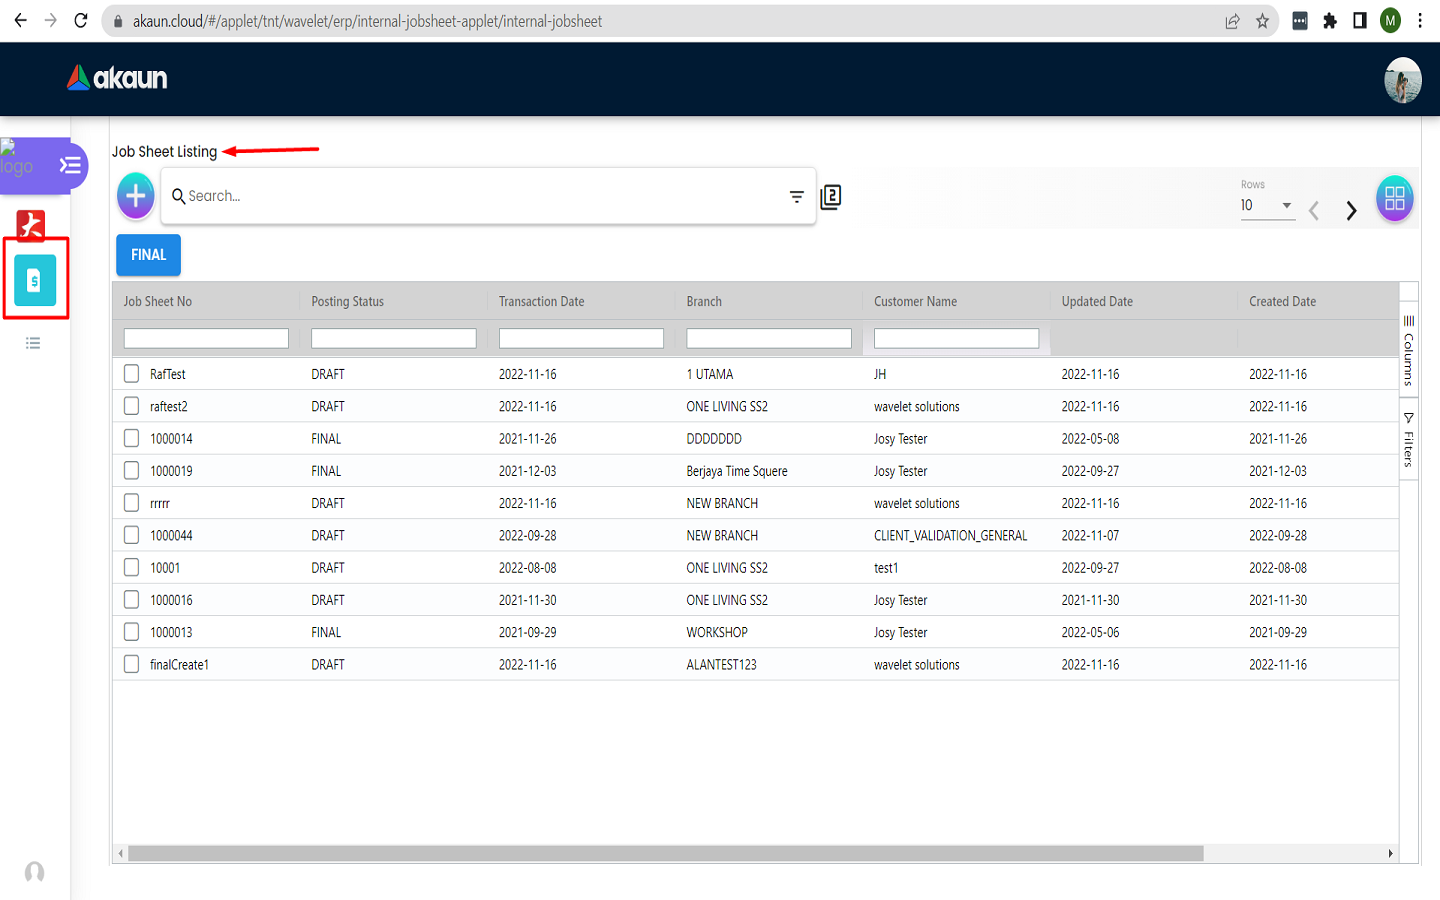 akaun.cloud/#/applet/tnt/wavelet/erp/internal-jobsheet-applet/internal-jobsheet
M
akaun
logo
Job Sheet Listing
Search...
2
Rows
10
FINAL
Job Sheet No Posting Status Transaction Date Branch Customer Name Updated Date Created Date
RafTest DRAFT 2022-11-16 1 UTAMA JH 2022-11-16 2022-11-16
raftest2 DRAFT 2022-11-16 ONE LIVING SS2 wavelet solutions 2022-11-16 2022-11-16
1000014 FINAL 2021-11-26 DDDDDDD Josy Tester 2022-05-08 2021-11-26
1000019 FINAL 2021-12-03 Berjaya Time Squere Josy Tester 2022-09-27 2021-12-03
rrrrr DRAFT 2022-11-16 NEW BRANCH wavelet solutions 2022-11-16 2022-11-16
1000044 DRAFT 2022-09-28 NEW BRANCH CLIENT_VALIDATION_GENERAL 2022-11-07 2022-09-28
10001 DRAFT 2022-08-08 ONE LIVING SS2 test1 2022-09-27 2022-08-08
1000016 DRAFT 2021-11-30 ONE LIVING SS2 Josy Tester 2021-11-30 2021-11-30
1000013 FINAL 2021-09-29 WORKSHOP Josy Tester 2022-05-06 2021-09-29
finalCreate1 DRAFT 2022-11-16 ALANTEST123 wavelet solutions 2022-11-16 2022-11-16
Columns
Filters